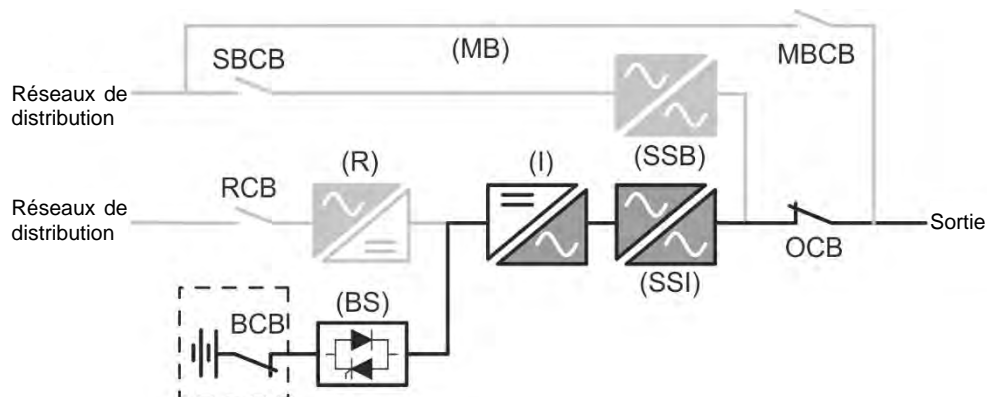 (MB)
MBCB
SBCB
Réseaux de
distribution
(SSB)
(R)
(I)
RCB
Réseaux de
distribution
Sortie
OCB
(SSI)
(BS)
BCB